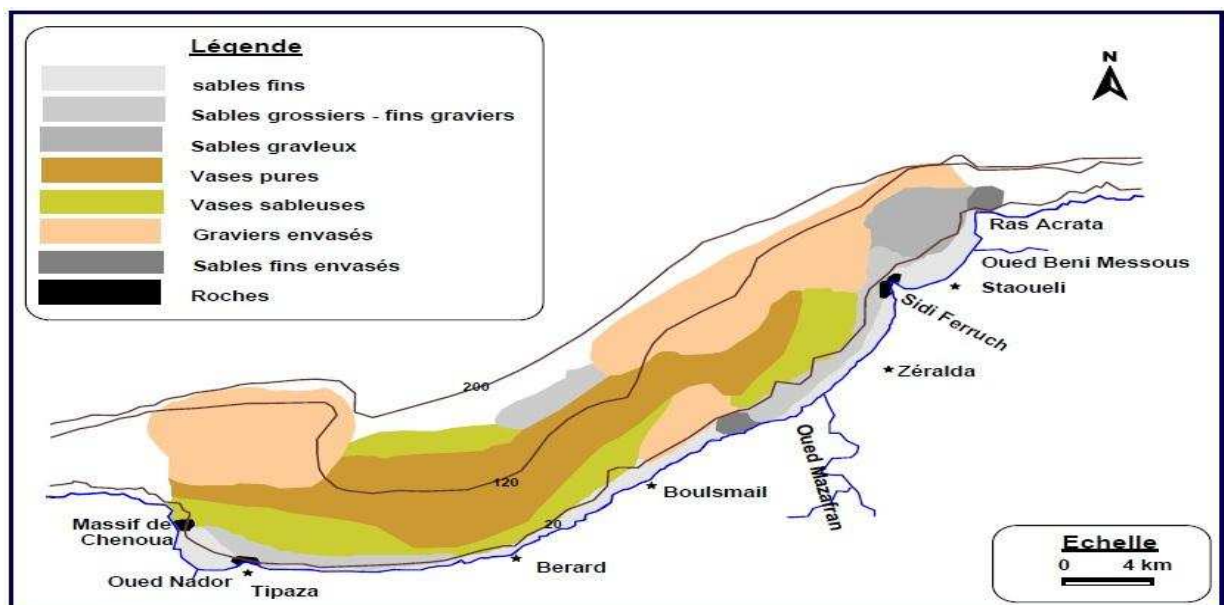 Légende
sables fins
Sables grossiers - fins graviers
Sables gravleux
Vases pures
Vases sableuses
Graviers envasés
Sables fins envasés
Roches
N
Ras Acrata
Oued Beni Messous
Staoueli
Sidi Ferruch
Zéralda
200
Oued Mazafran
120
Boulsmail
20
Massif de
Chenoua
Berard
Oued Nador
Tipaza
Echelle
0 4 km